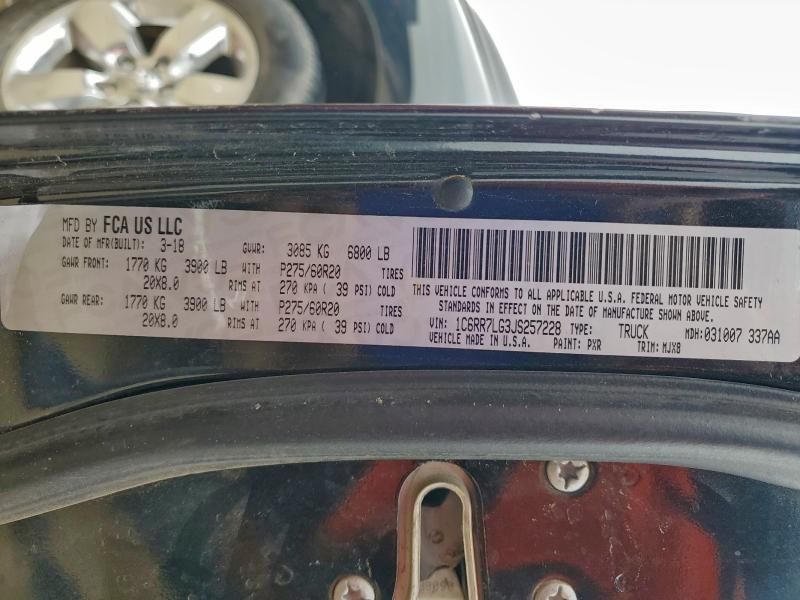 MFD BY FCA US LLC
DATE OF MFR(BUILT): 3-18 GVWR: 3085 KG 6800 LB
GAWR FRONT: 1770 KG 3900 LB WITH P275/60R20 TIRES
20X8.0 RIMS AT 270 KPA ( 39 PSI) COLD
GAWR REAR: 1770 KG 3900 LB WITH P275/60R20 TIRES
20X8.0 RIMS AT 270 KPA ( 39 PSI) COLD
THIS VEHICLE CONFORMS TO ALL APPLICABLE U.S.A. FEDERAL MOTOR VEHICLE SAFETY
STANDARDS IN EFFECT ON THE DATE OF MANUFACTURE SHOWN ABOVE.
VIN: 1C6RR7LG3JS257228 TYPE: TRUCK MDH:031007 337AA
VEHICLE MADE IN U.S.A. PAINT: PXR TRIM: MJX8